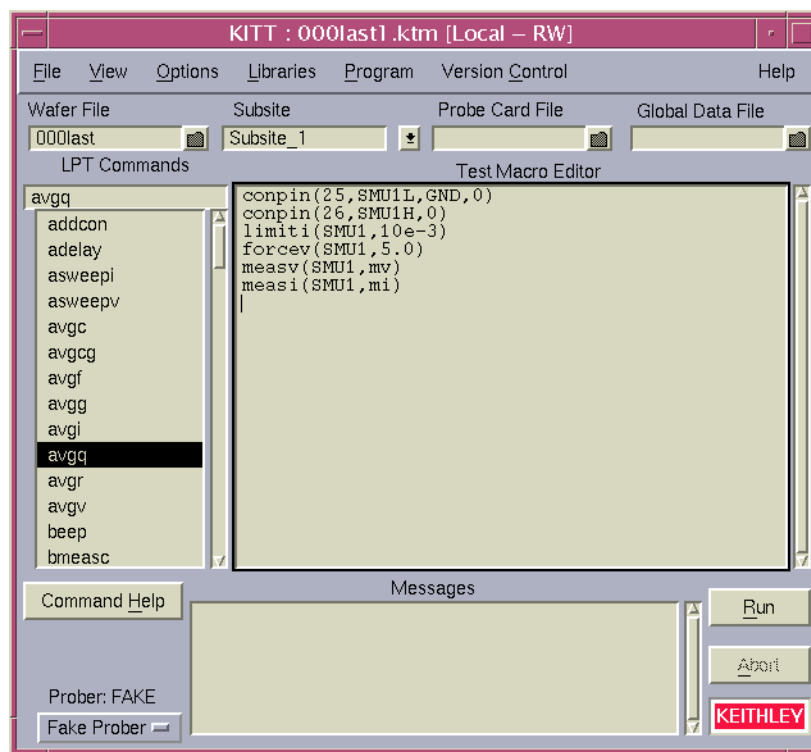 KITT : 000last1.ktm [Local – RW]
File View Options Libraries Program Version Control Help
Wafer File Subsite Probe Card File Global Data File
000last Subsite_1
LPT Commands Test Macro Editor
avgq
addcon
adelay
asweepi
asweepv
avgc
avgcg
avgf
avgg
avgi
avgq
avgr
avgv
beep
bmeasc
conpin(25,SMU1L,GND,0)
conpin(26,SMU1H,0)
limiti(SMU1,10e-3)
forcev(SMU1,5.0)
measv(SMU1,mv)
measi(SMU1,mi)
Command Help
Messages
Run
Abort
Prober: FAKE
Fake Prober
KEITHLEY